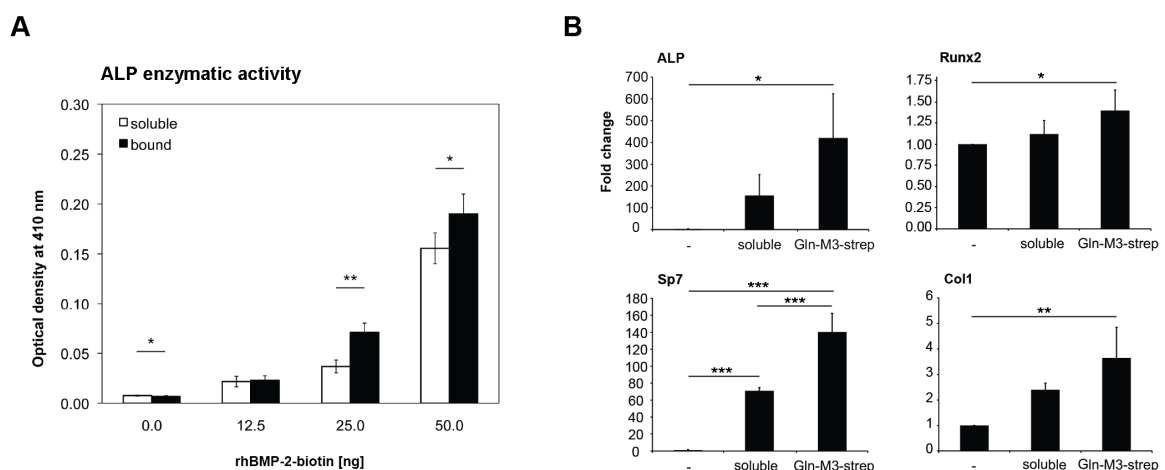 A
ALP enzymatic activity
Optical density at 410 nm
0.30
0.25
0.20
0.15
0.10
0.05
0.00
soluble
bound
*
**
*
0.0 12.5 25.0 50.0
rhBMP-2-biotin [ng]
B
ALP
Fold change
700
600
500
400
300
200
100
0
*
- soluble Gln-M3-strep
Runx2
1.75
1.50
1.25
1.00
0.75
0.50
0.25
0.00
*
- soluble Gln-M3-strep
Sp7
180
160
140
120
100
80
60
40
20
0
***
***
***
- soluble Gln-M3-strep
Col1
6
5
4
3
2
1
0
**
- soluble Gln-M3-strep